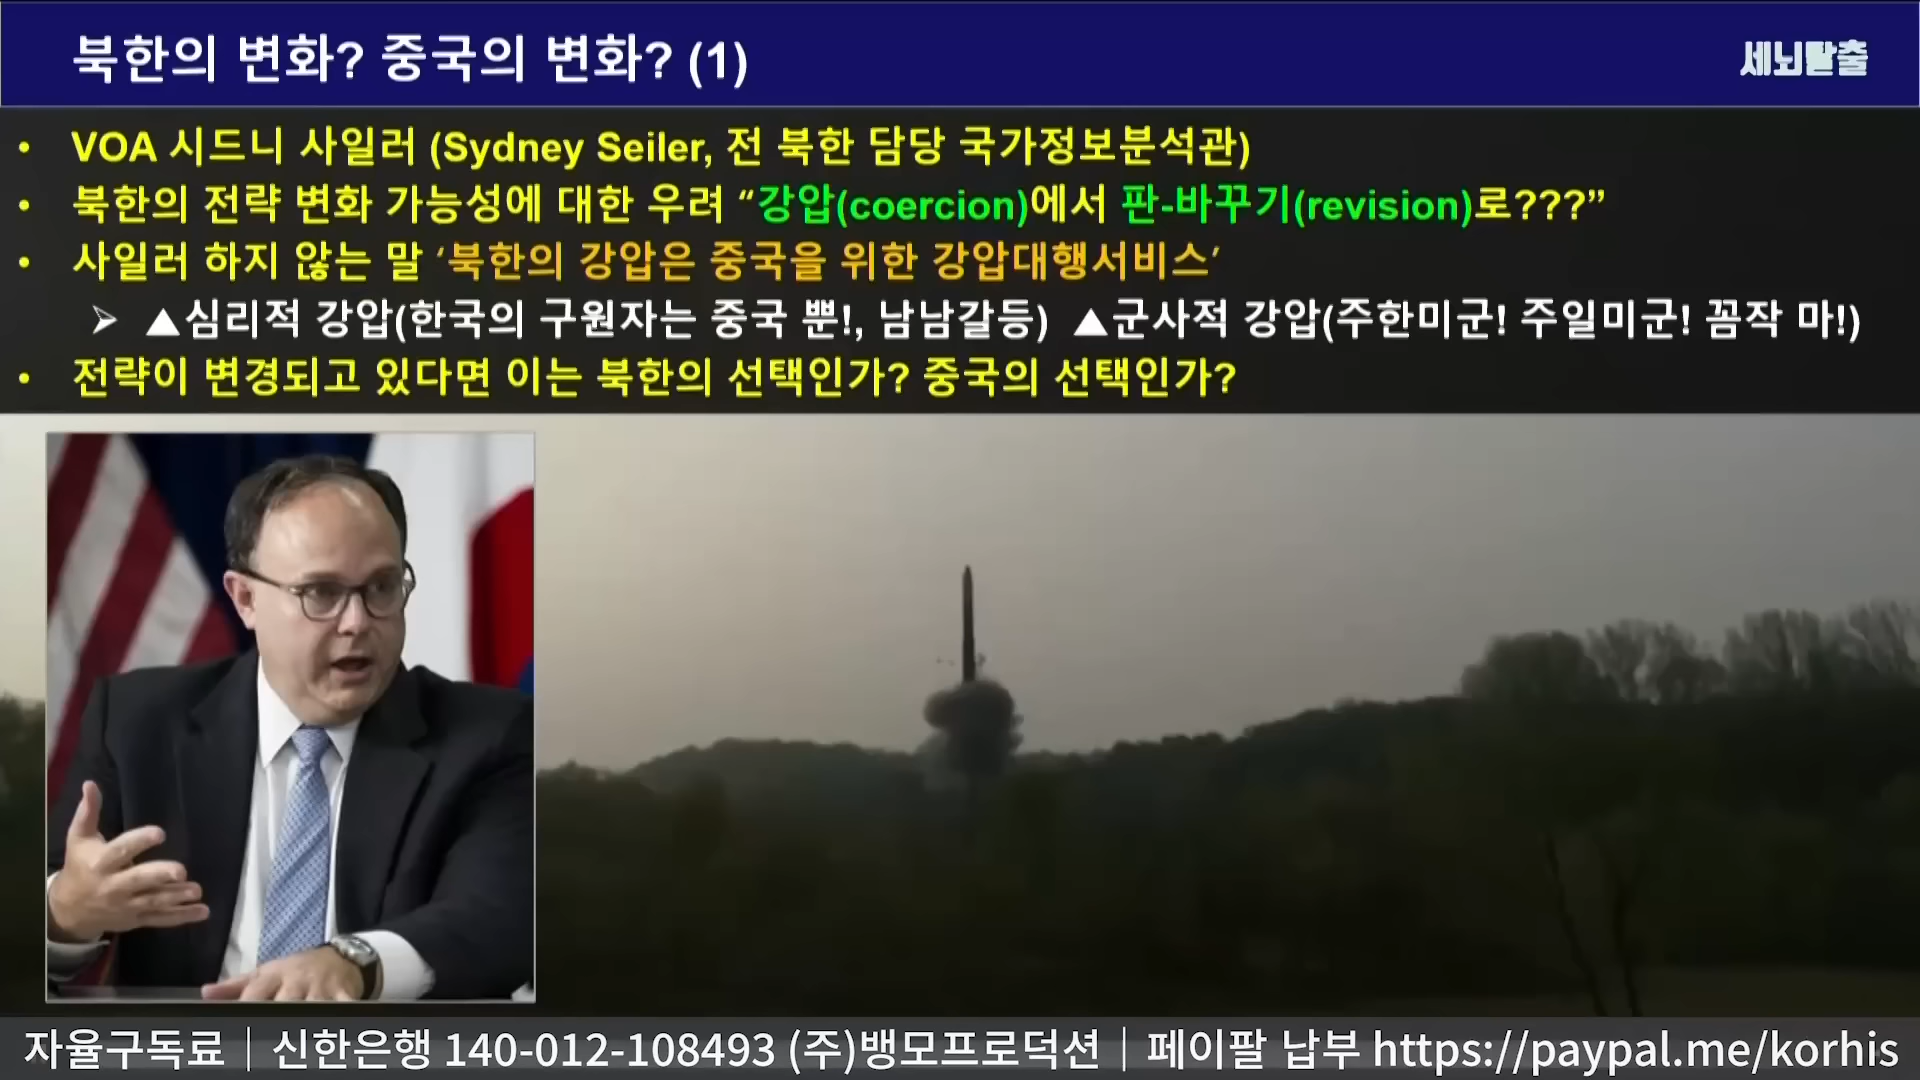 북한의 변화? 중국의 변화? (1)
세뇌탈출
• VOA 시드니 사일러 (Sydney Seiler, 전 북한 담당 국가정보분석관)
• 북한의 전략 변화 가능성에 대한 우려 “강압(coercion)에서 판-바꾸기(revision)로???”
• 사일러 하지 않는 말 ‘북한의 강압은 중국을 위한 강압대행서비스’
➢ ▲심리적 강압(한국의 구원자는 중국 뿐!, 남남갈등) ▲군사적 강압(주한미군! 주일미군! 꼼작 마!)
• 전략이 변경되고 있다면 이는 북한의 선택인가? 중국의 선택인가?
자율구독료｜신한은행 140-012-108493 (주)뱅모프로덕션｜페이팔 납부 https://paypal.me/korhis